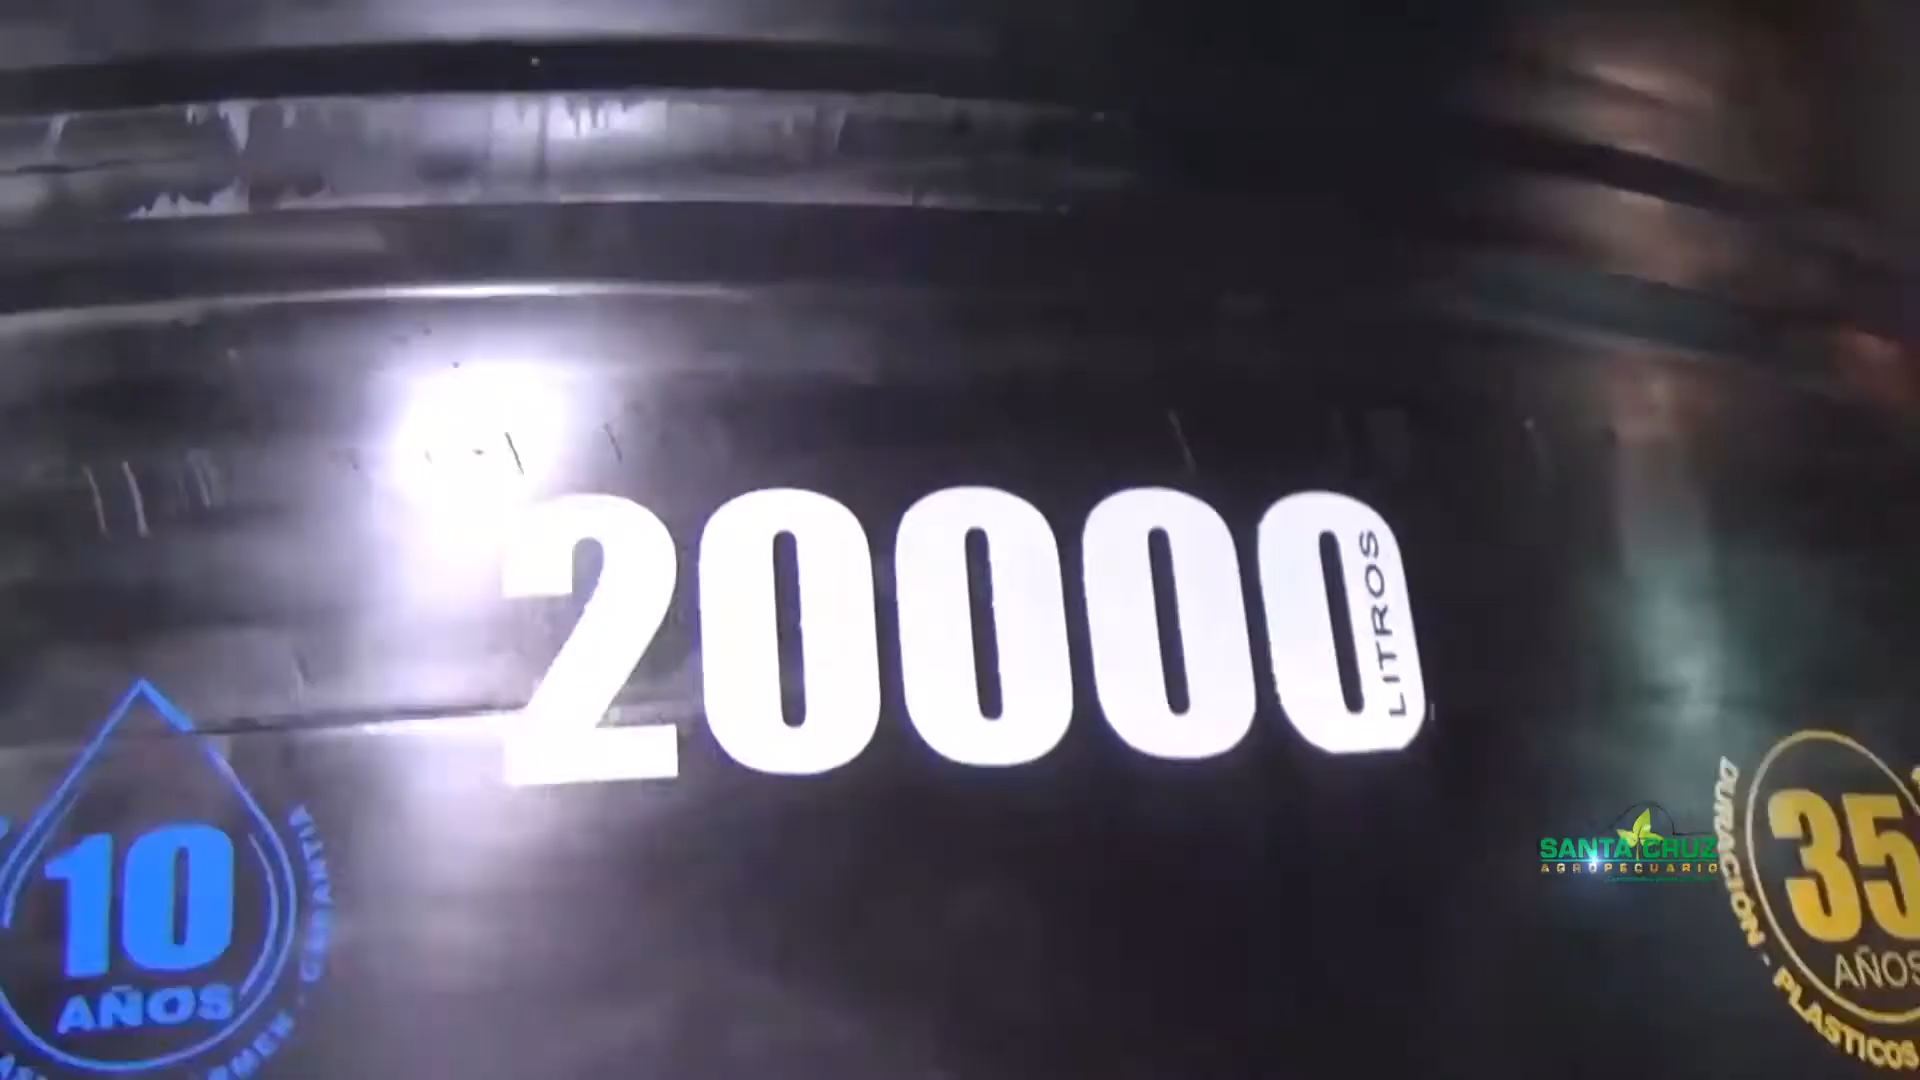 20000
LITROS
10
AÑOS
GARANTIA
SANTA CRUZ
AGROPECUARIO
35
AÑOS
DURACIÓN - PLASTICOS